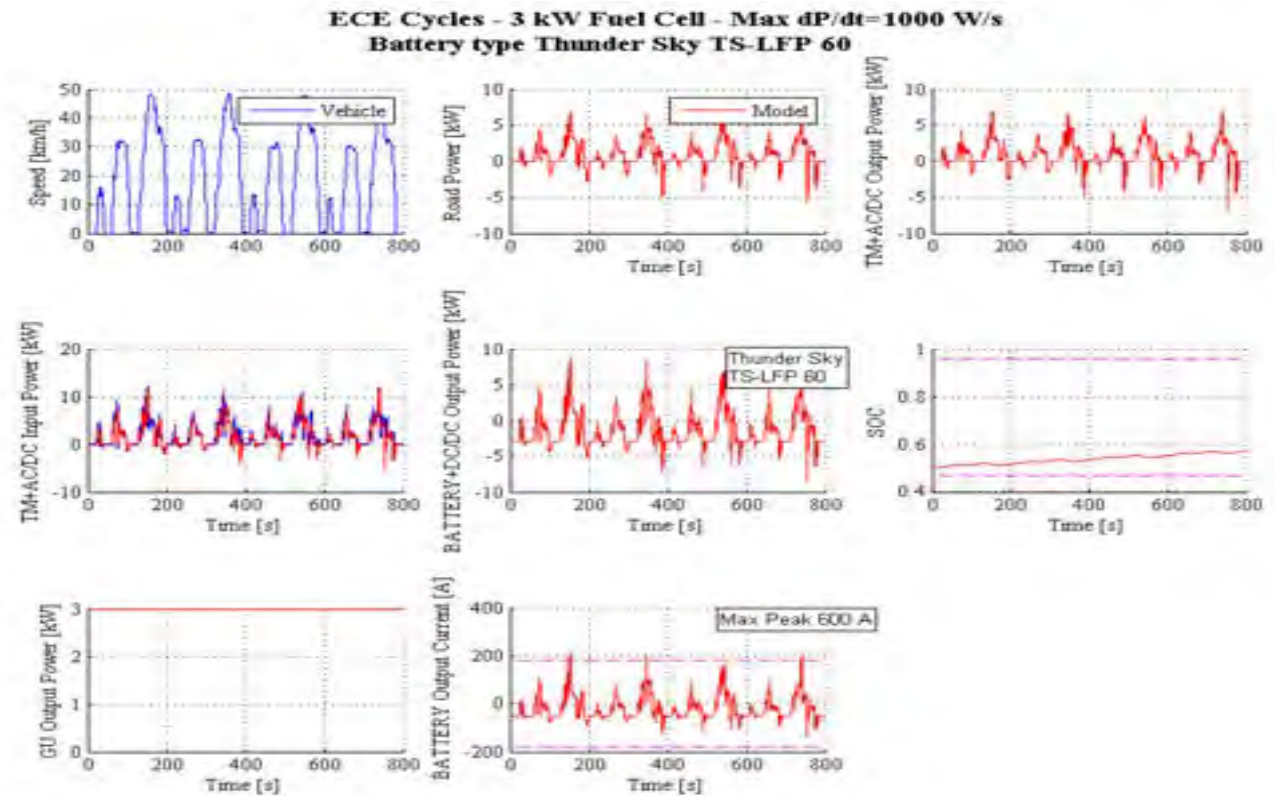 ECE Cycles - 3 kW Fuel Cell - Max dP/dt=1000 W/s
Battery type Thunder Sky TS-LFP 60
Speed [km/h]
50
40
30
20
10
0
0 200 400 600 800
Vehicle
Road Power [kW]
10
5
0
-5
-10
0 200 400 600 800
Time [s]
Model
TM+AC/DC Output Power [kW]
10
5
0
-5
-10
0 200 400 600 800
Time [s]
TM+AC/DC Input Power [kW]
20
10
0
-10
0 200 400 600 800
Time [s]
BATTERY+DC/DC Output Power [kW]
10
5
0
-5
-10
0 200 400 600 800
Time [s]
Thunder Sky
TS-LFP 60
SOC
1
0.8
0.6
0.4
0 200 400 600 800
Time [s]
GU Output Power [kW]
3
2
1
0
0 200 400 600 800
Time [s]
BATTERY Output Current [A]
400
200
0
-200
0 200 400 600 800
Time [s]
Max Peak 600 A